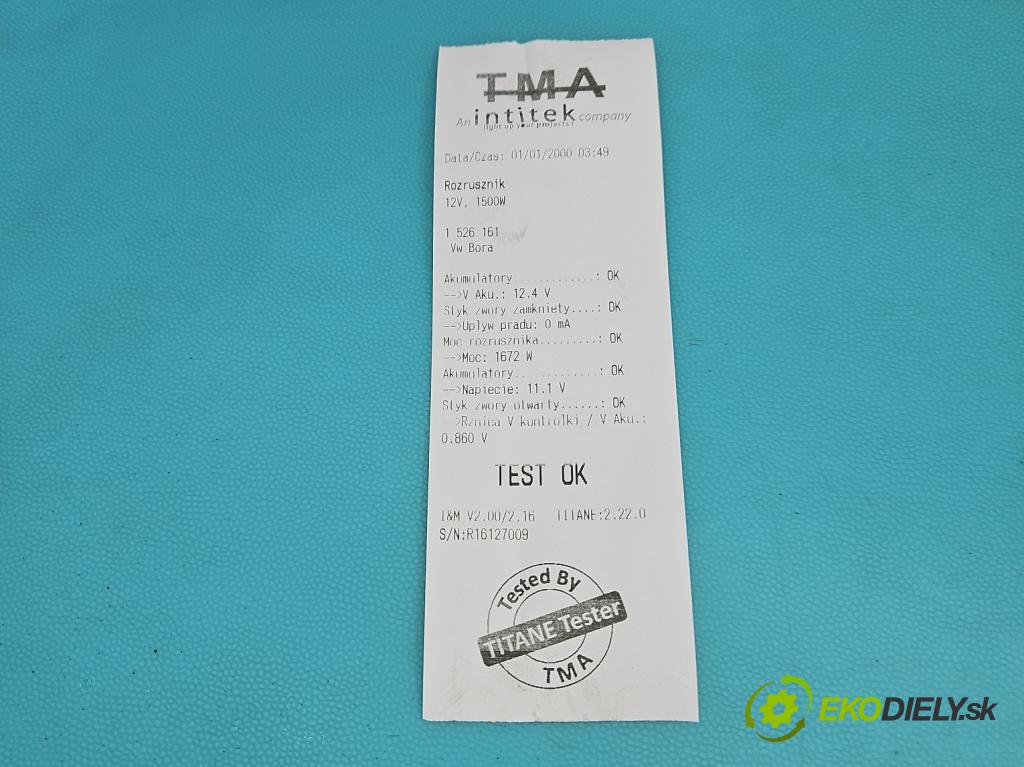 TMA
An intitek company
light up your projects !
Data/Czas: 01/01/2000 03:49
Rozrusznik
12V, 1500W
1 526 161
Vw Bora
Akumulatory............: OK
-->V Aku.: 12.4 V
Styk zwory zamkniety....: OK
-->Uplyw pradu: 0 mA
Moc rozrusznika.........: OK
-->Moc: 1672 W
Akumulatory.............: OK
-->Napiecie: 11.1 V
Styk zwory otwarty......: OK
-->Rznica V kontrolki / V Aku.:
0.860 V
TEST OK
I&M V2.00/2.16 TITANE:2.22.0
S/N:R16127009
Tested By
TITANE Tester
TMA
EKODIELY.sk